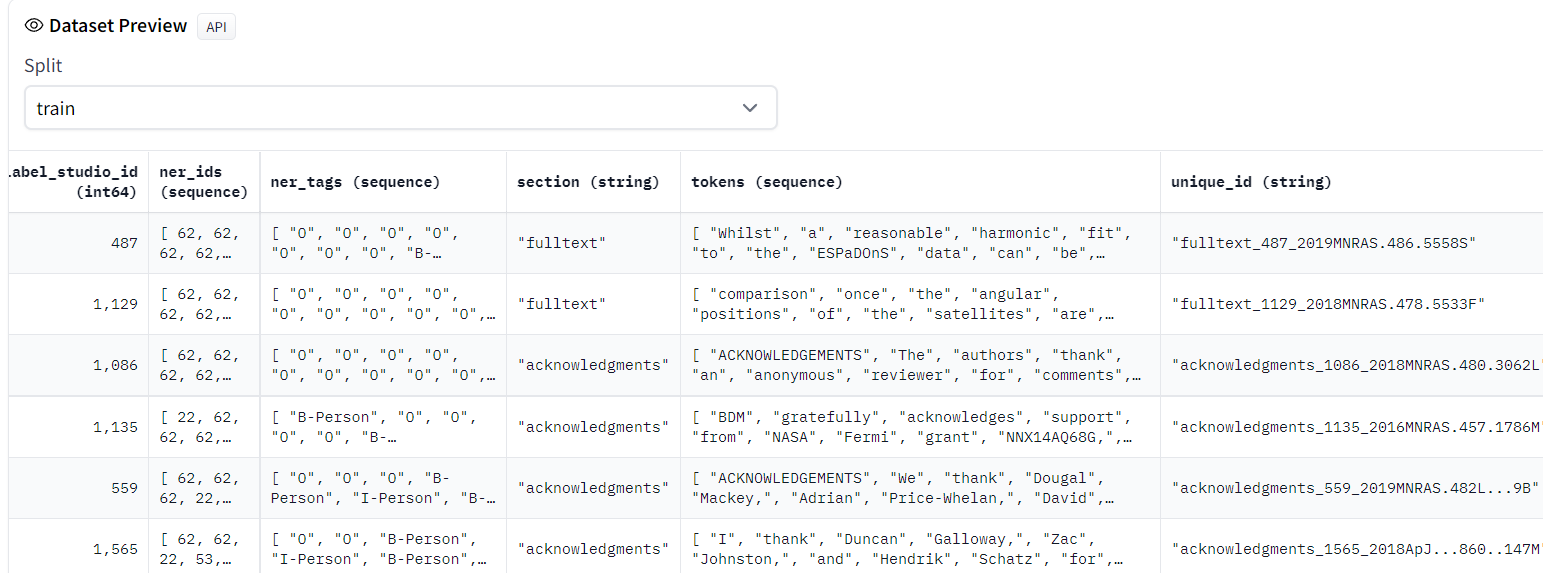 Dataset Preview API
Split
train
label_studio_id (int64) ner_ids (sequence) ner_tags (sequence) section (string) tokens (sequence) unique_id (string)
487 [ 62, 62, 62, 62,… [ "O", "O", "O", "O", "O", "O", "O", "B-… "fulltext" [ "Whilst", "a", "reasonable", "harmonic", "fit", "to", "the", "ESPaDOnS", "data", "can", "be",… "fulltext_487_2019MNRAS.486.5558S"
1,129 [ 62, 62, 62, 62,… [ "O", "O", "O", "O", "O", "O", "O", "O", "O",… "fulltext" [ "comparison", "once", "the", "angular", "positions", "of", "the", "satellites", "are",… "fulltext_1129_2018MNRAS.478.5533F"
1,086 [ 62, 62, 62, 62,… [ "O", "O", "O", "O", "O", "O", "O", "O", "O",… "acknowledgments" [ "ACKNOWLEDGEMENTS", "The", "authors", "thank", "an", "anonymous", "reviewer", "for", "comments",… "acknowledgments_1086_2018MNRAS.480.3062L"
1,135 [ 22, 62, 62, 62,… [ "B-Person", "O", "O", "O", "O", "B-… "acknowledgments" [ "BDM", "gratefully", "acknowledges", "support", "from", "NASA", "Fermi", "grant", "NNX14AQ68G,",… "acknowledgments_1135_2016MNRAS.457.1786M"
559 [ 62, 62, 62, 22,… [ "O", "O", "O", "B-Person", "I-Person", "B-… "acknowledgments" [ "ACKNOWLEDGEMENTS", "We", "thank", "Dougal", "Mackey,", "Adrian", "Price-Whelan,", "David",… "acknowledgments_559_2019MNRAS.482L...9B"
1,565 [ 62, 62, 22, 53,… [ "O", "O", "B-Person", "I-Person", "B-Person",… "acknowledgments" [ "I", "thank", "Duncan", "Galloway,", "Zac", "Johnston,", "and", "Hendrik", "Schatz", "for",… "acknowledgments_1565_2018ApJ...860..147M"